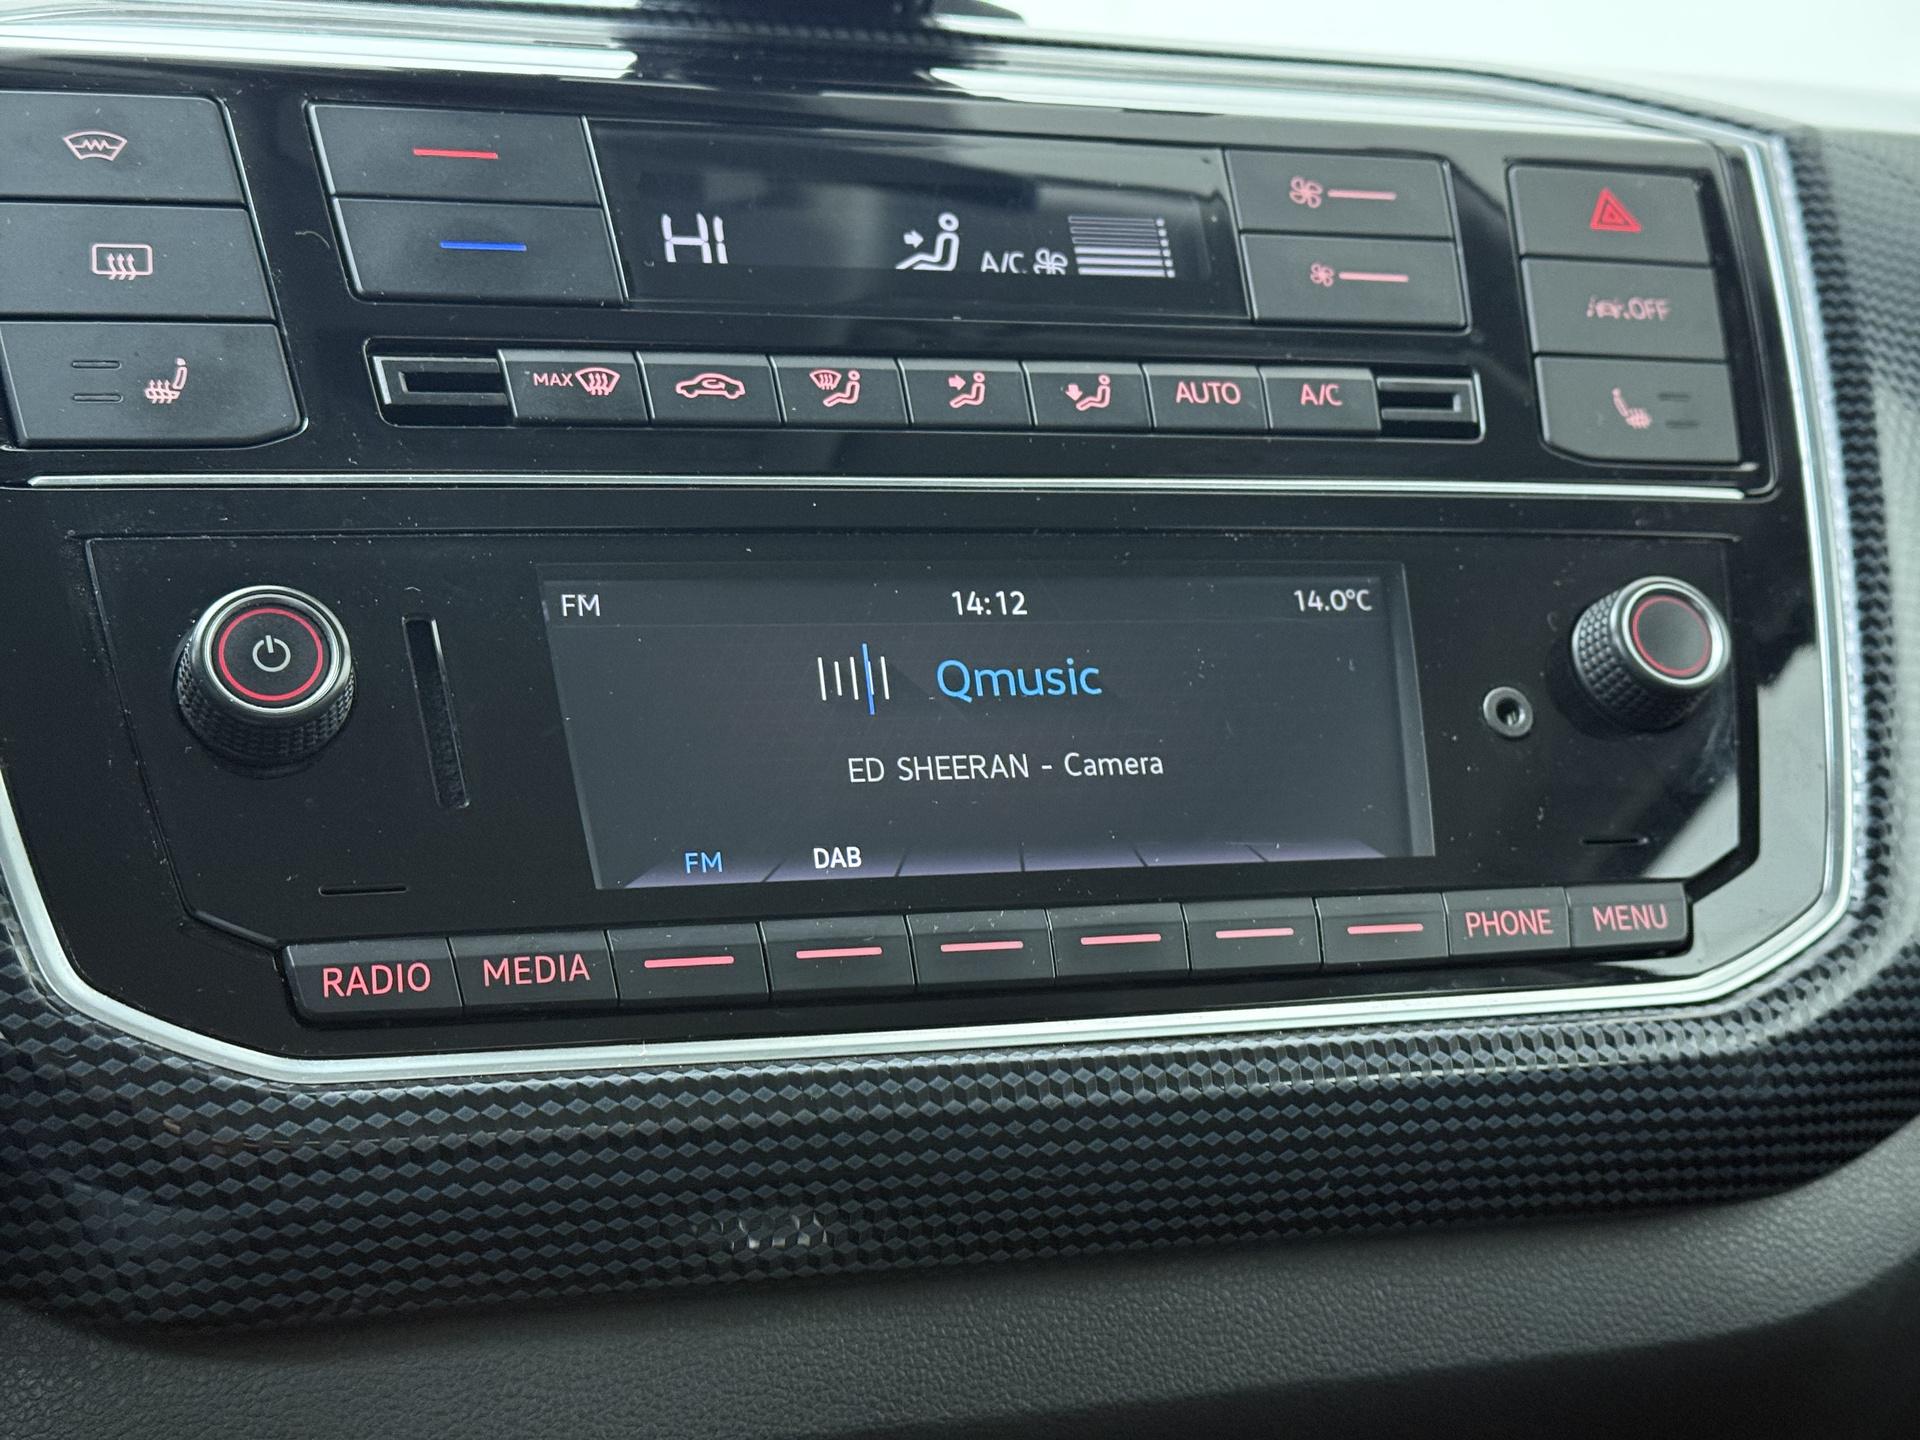 HI
A/C
MAX
AUTO
A/C
OFF
FM 14:12 14.0°C
Qmusic
ED SHEERAN - Camera
FM DAB
RADIO MEDIA PHONE MENU